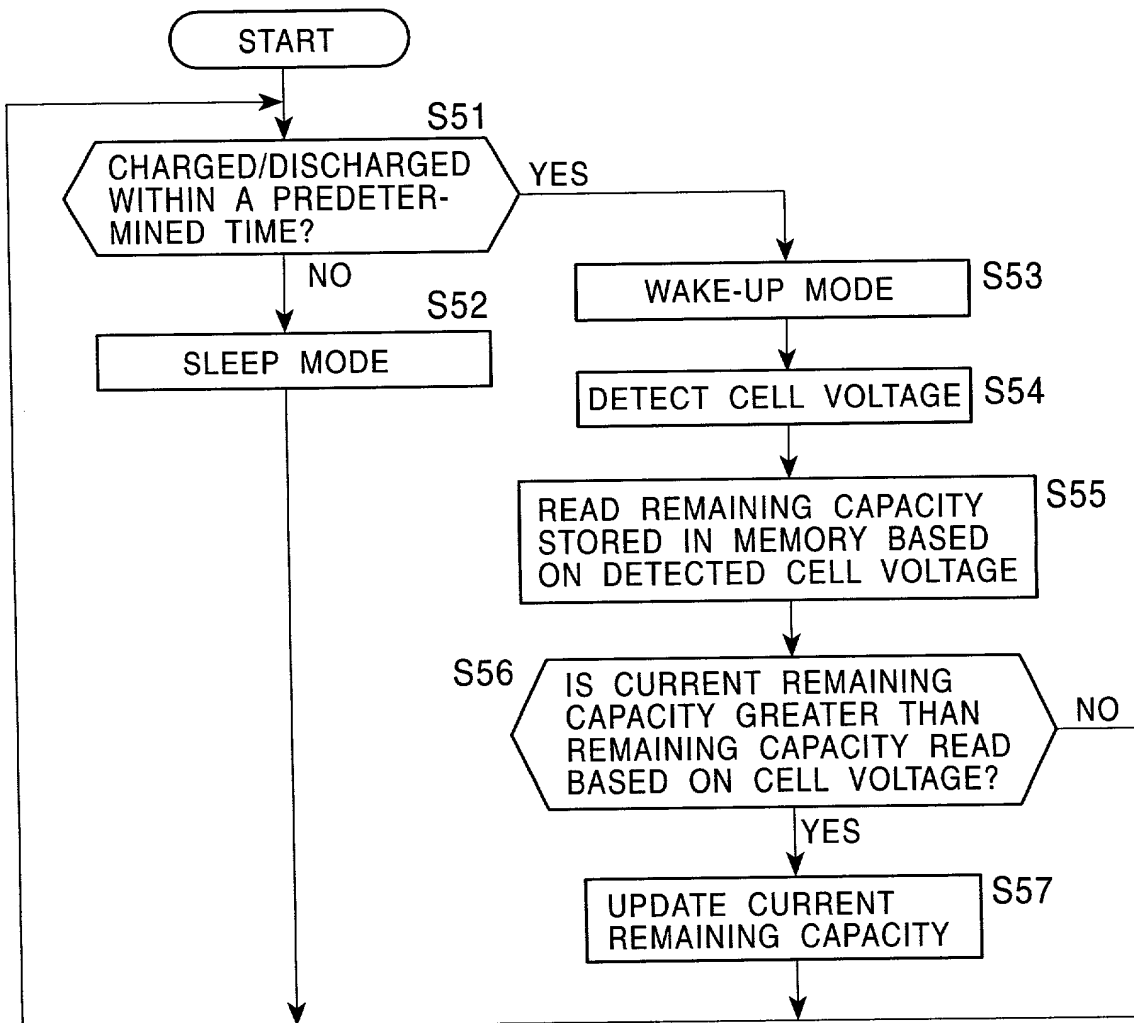 START
S51
CHARGED/DISCHARGED
WITHIN A PREDETER-
MINED TIME?
YES
NO
S52
SLEEP MODE
WAKE-UP MODE
S53
DETECT CELL VOLTAGE
S54
S55
READ REMAINING CAPACITY
STORED IN MEMORY BASED
ON DETECTED CELL VOLTAGE
S56
IS CURRENT REMAINING
CAPACITY GREATER THAN
REMAINING CAPACITY READ
BASED ON CELL VOLTAGE?
NO
YES
S57
UPDATE CURRENT
REMAINING CAPACITY